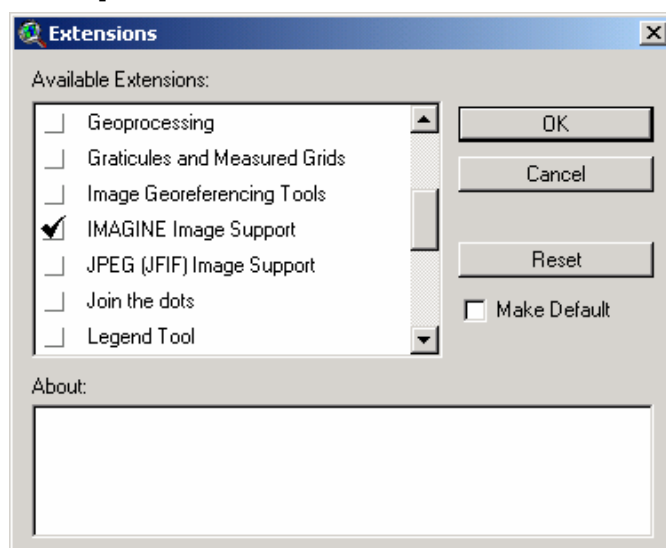 Extensions
Available Extensions:
Geoprocessing
Graticules and Measured Grids
Image Georeferencing Tools
IMAGINE Image Support
JPEG (JFIF) Image Support
Join the dots
Legend Tool
OK
Cancel
Reset
Make Default
About: